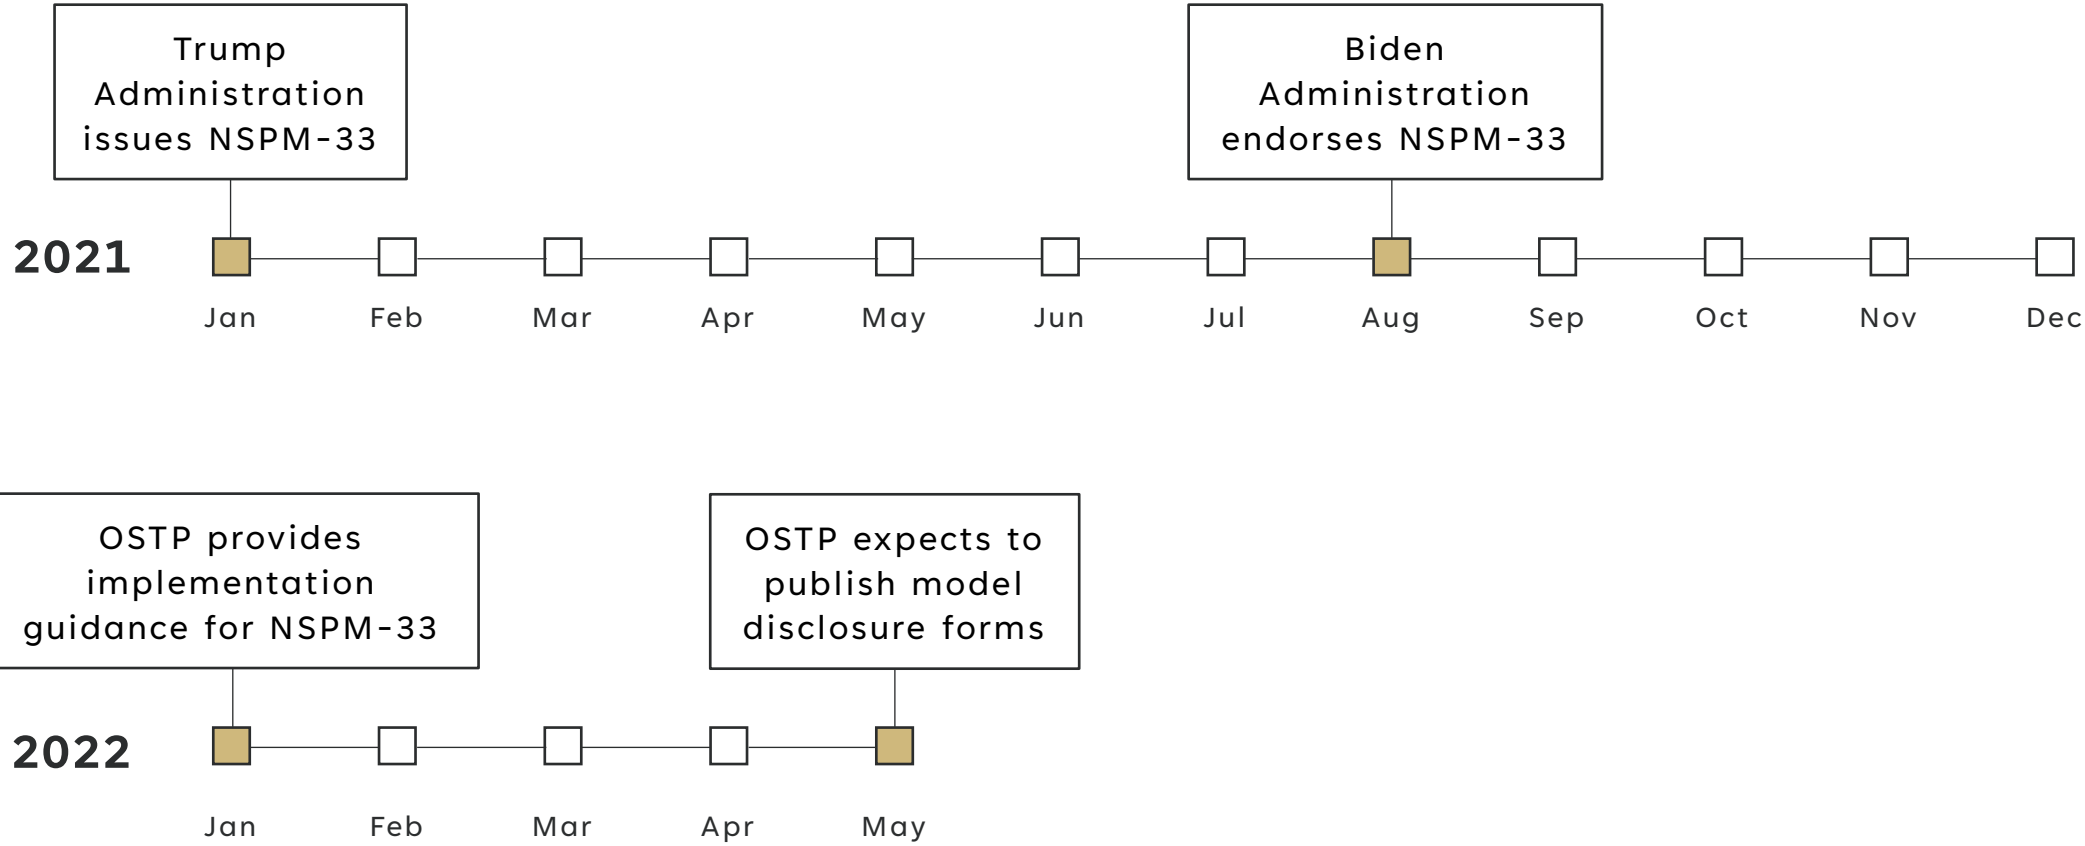 Trump
Administration
issues NSPM-33
Biden
Administration
endorses NSPM-33
2021
Jan Feb Mar Apr May Jun Jul Aug Sep Oct Nov Dec
OSTP provides
implementation
guidance for NSPM-33
OSTP expects to
publish model
disclosure forms
2022
Jan Feb Mar Apr May